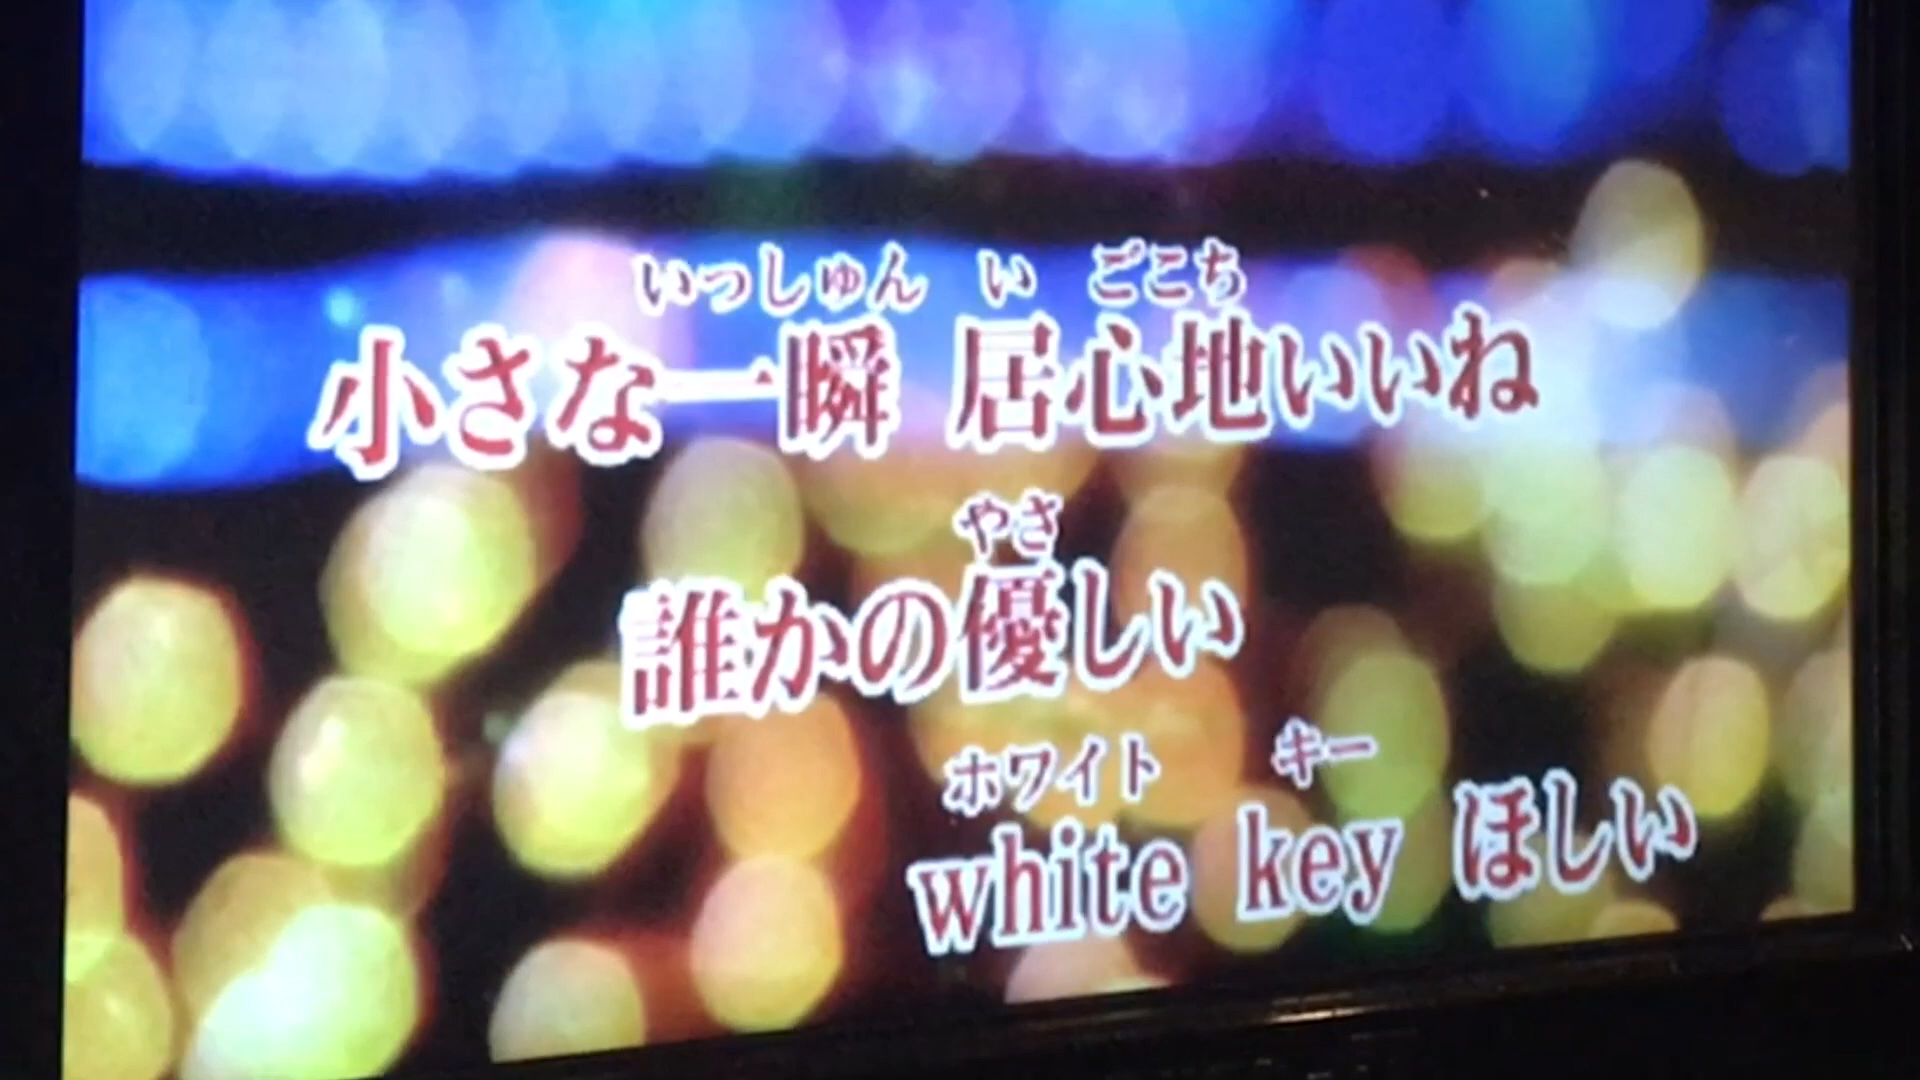 いっしゅん い ごこち
小さな一瞬 居心地いいね
やさ
誰かの優しい
ホワイト キー
white key ほしい